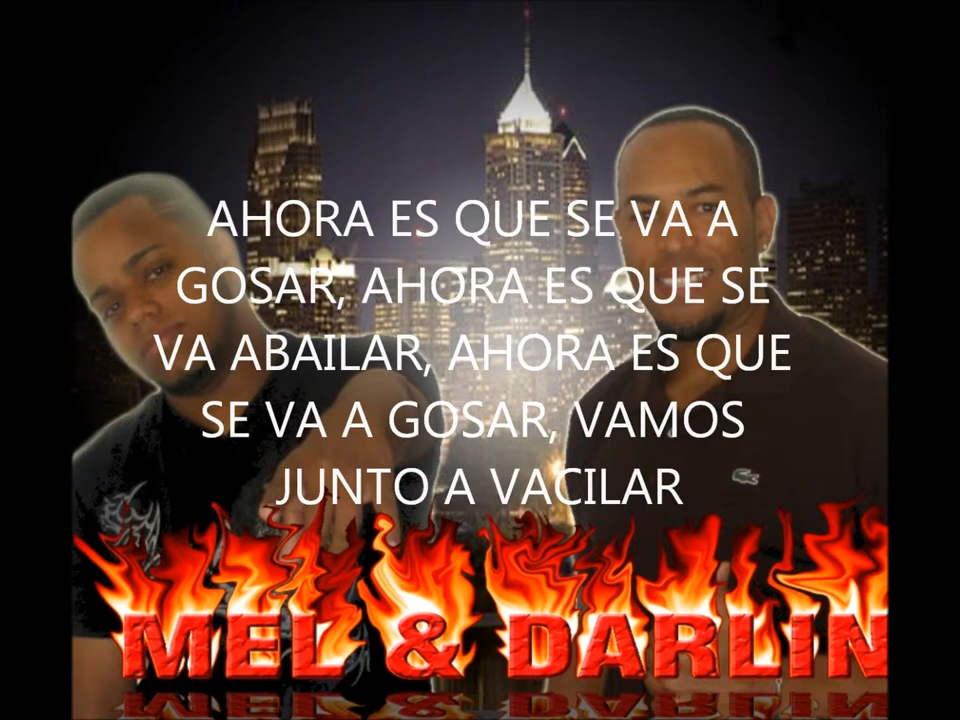 AHORA ES QUE SE VA A
GOSAR, AHORA ES QUE SE
VA ABAILAR, AHORA ES QUE
SE VA A GOSAR, VAMOS
JUNTO A VACILAR
MEL & DARLIN